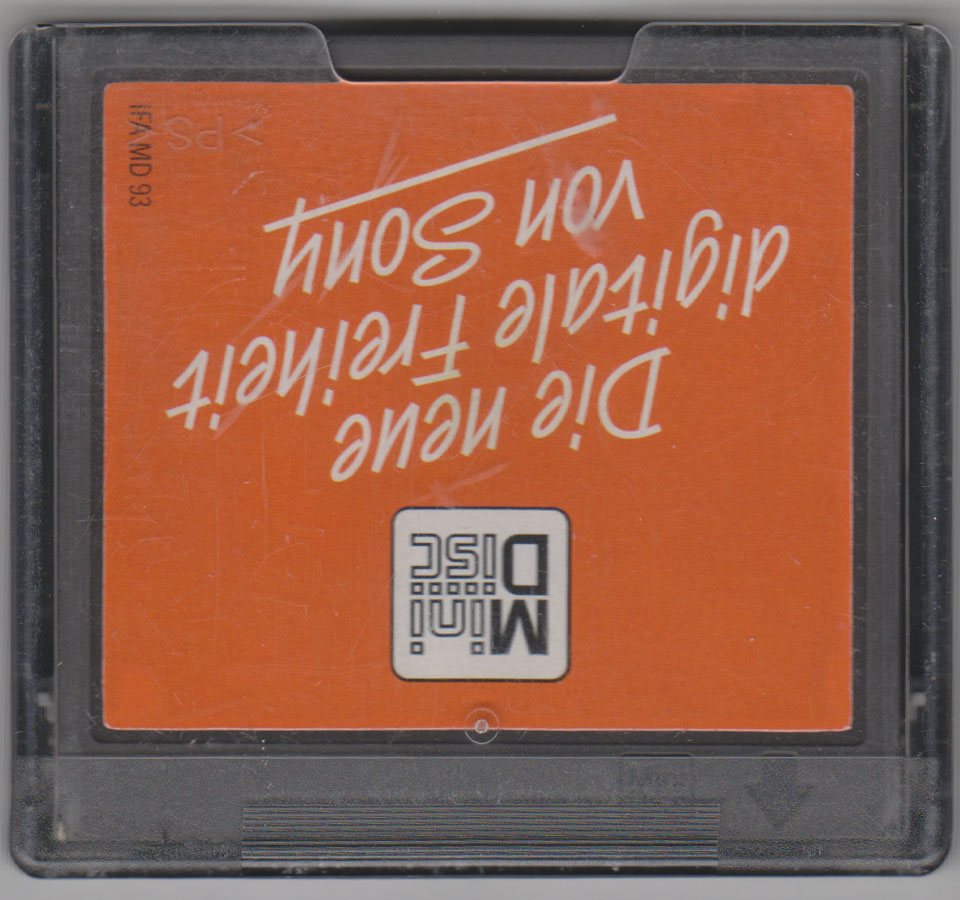 Mini
Disc
Die neue
digitale Freiheit
von Sony
IFA MD 93